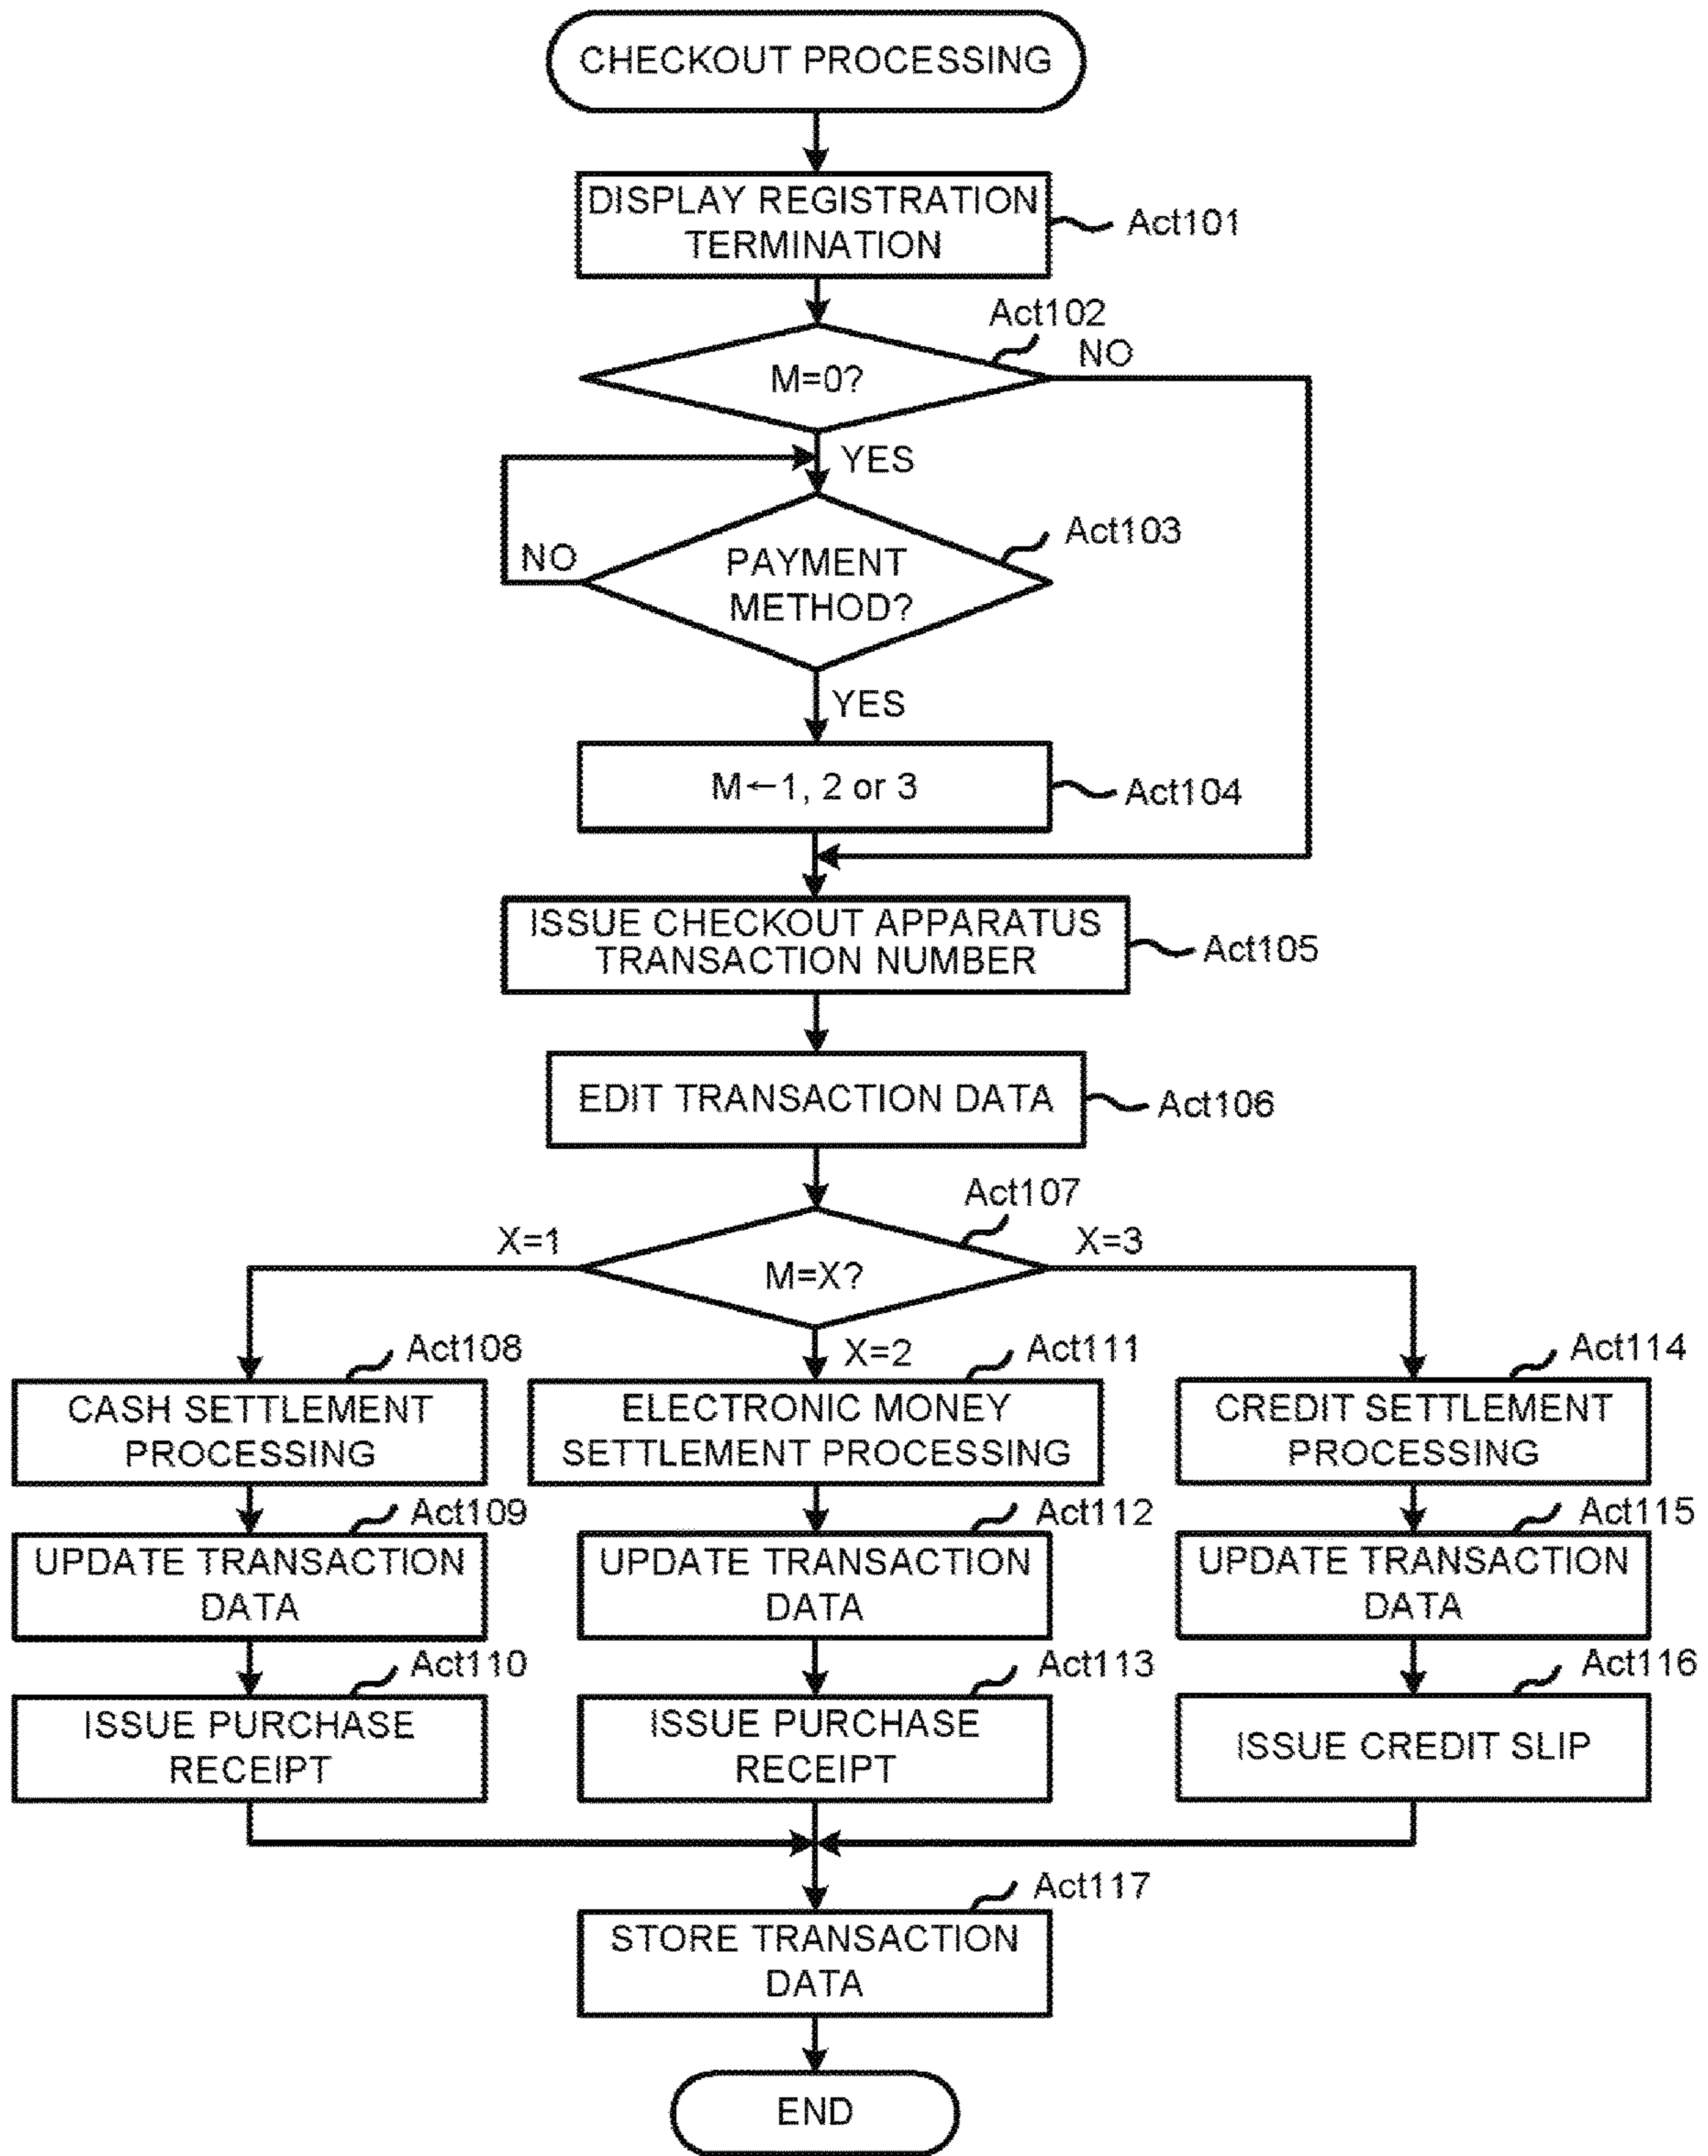 CHECKOUT PROCESSING
DISPLAY REGISTRATION
TERMINATION
Act101
Act102
M=0?
NO
YES
Act103
PAYMENT
METHOD?
NO
YES
M←1, 2 or 3
Act104
ISSUE CHECKOUT APPARATUS
TRANSACTION NUMBER
Act105
EDIT TRANSACTION DATA
Act106
Act107
M=X?
X=1
X=2
X=3
Act108
CASH SETTLEMENT
PROCESSING
Act109
UPDATE TRANSACTION
DATA
Act110
ISSUE PURCHASE
RECEIPT
Act111
ELECTRONIC MONEY
SETTLEMENT PROCESSING
Act112
UPDATE TRANSACTION
DATA
Act113
ISSUE PURCHASE
RECEIPT
Act114
CREDIT SETTLEMENT
PROCESSING
Act115
UPDATE TRANSACTION
DATA
Act116
ISSUE CREDIT SLIP
Act117
STORE TRANSACTION
DATA
END